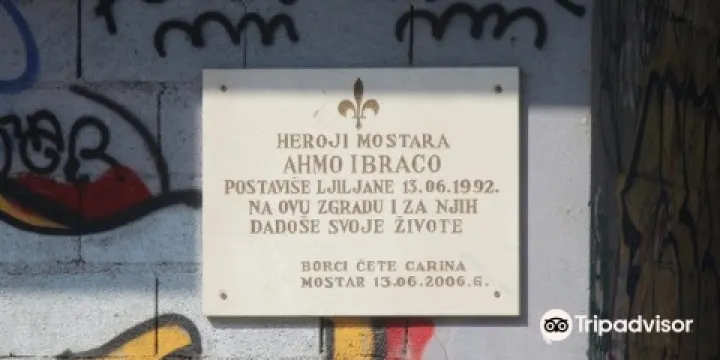 HEROJI MOSTARA
AHMO I BRACO
POSTAVIŠE LJILJANE 13.06.1992.
NA OVU ZGRADU I ZA NJIH
DADOŠE SVOJE ŽIVOTE
BORCI ČETE CARINA
MOSTAR 13.06.2006.G.
Tripadvisor